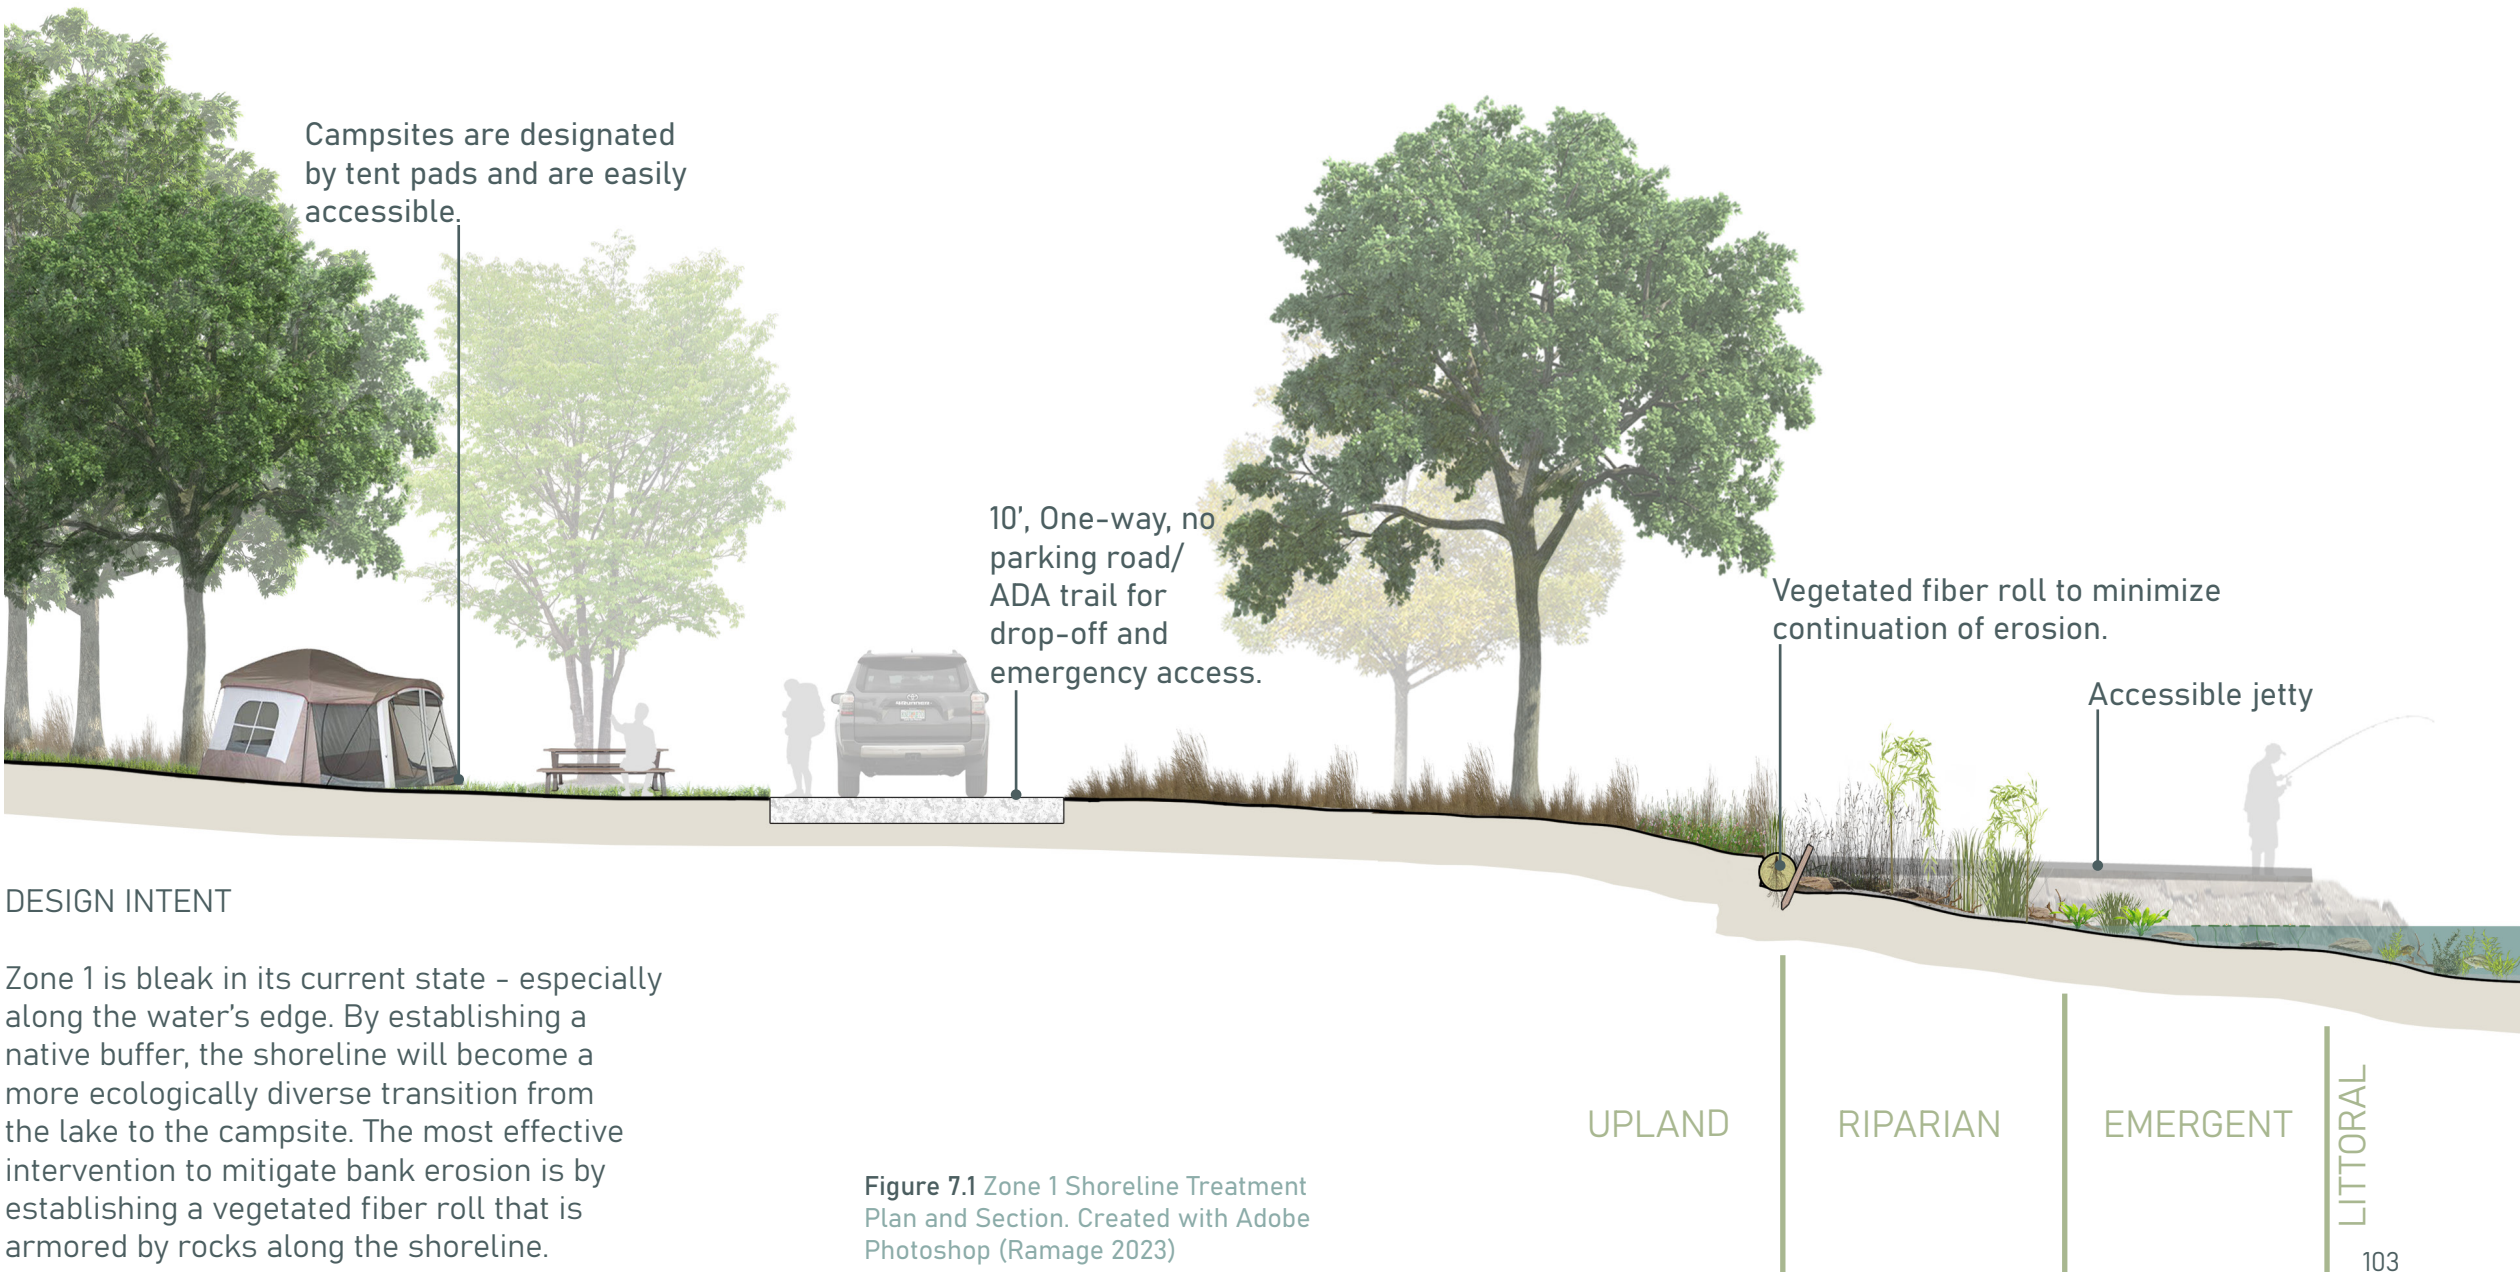 Campsites are designated
by tent pads and are easily
accessible.
10’, One-way, no
parking road/
ADA trail for
drop-off and
emergency access.
Vegetated fiber roll to minimize
continuation of erosion.
Accessible jetty
DESIGN INTENT
Zone 1 is bleak in its current state - especially
along the water’s edge. By establishing a
native buffer, the shoreline will become a
more ecologically diverse transition from
the lake to the campsite. The most effective
intervention to mitigate bank erosion is by
establishing a vegetated fiber roll that is
armored by rocks along the shoreline.
Figure 7.1 Zone 1 Shoreline Treatment
Plan and Section. Created with Adobe
Photoshop (Ramage 2023)
UPLAND
RIPARIAN
EMERGENT
LITTORAL
103